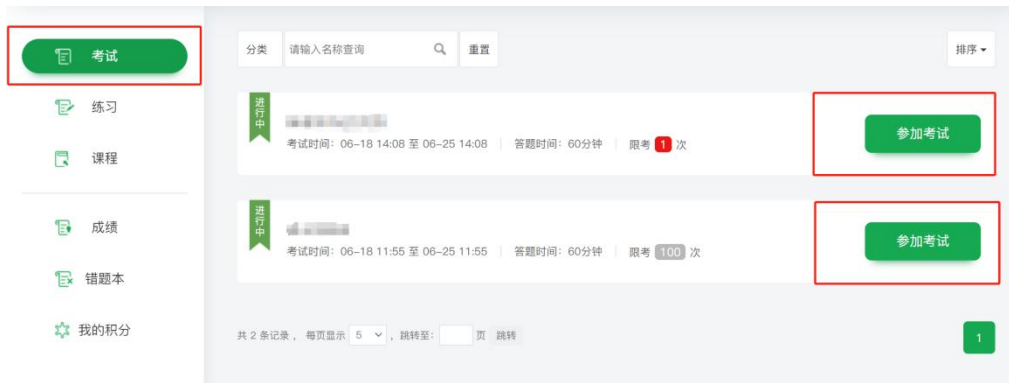 考试
练习
课程
成绩
错题本
我的积分
分类 请输入名称查询 重置 排序
进行中
考试时间：06-18 14:08 至 06-25 14:08 答题时间：60分钟 限考 1 次
参加考试
进行中
考试时间：06-18 11:55 至 06-25 11:55 答题时间：60分钟 限考 100 次
参加考试
共 2 条记录， 每页显示 5 ，跳转至： 页 跳转
1